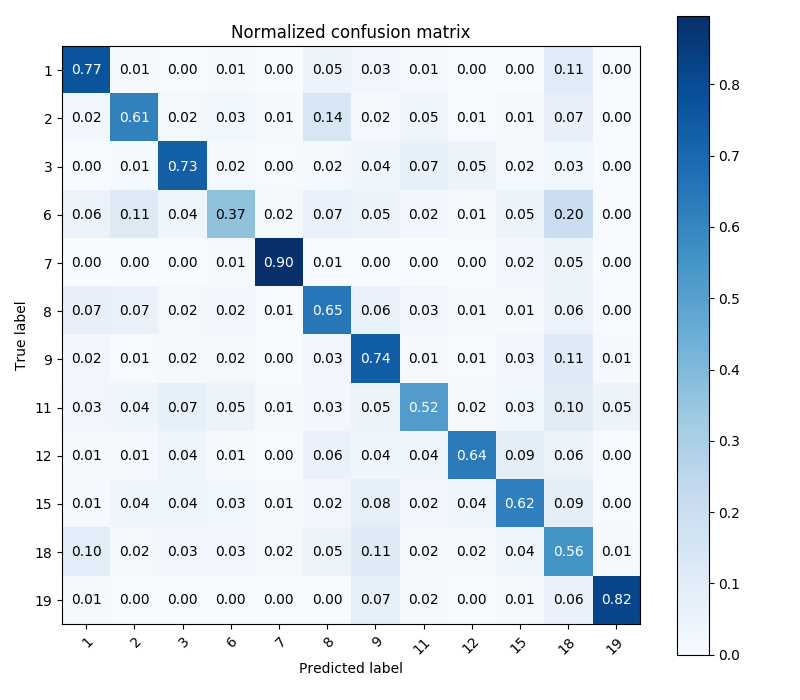 Normalized confusion matrix
True label
1 0.77 0.01 0.00 0.01 0.00 0.05 0.03 0.01 0.00 0.00 0.11 0.00
2 0.02 0.61 0.02 0.03 0.01 0.14 0.02 0.05 0.01 0.01 0.07 0.00
3 0.00 0.01 0.73 0.02 0.00 0.02 0.04 0.07 0.05 0.02 0.03 0.00
6 0.06 0.11 0.04 0.37 0.02 0.07 0.05 0.02 0.01 0.05 0.20 0.00
7 0.00 0.00 0.00 0.01 0.90 0.01 0.00 0.00 0.00 0.02 0.05 0.00
8 0.07 0.07 0.02 0.02 0.01 0.65 0.06 0.03 0.01 0.01 0.06 0.00
9 0.02 0.01 0.02 0.02 0.00 0.03 0.74 0.01 0.01 0.03 0.11 0.01
11 0.03 0.04 0.07 0.05 0.01 0.03 0.05 0.52 0.02 0.03 0.10 0.05
12 0.01 0.01 0.04 0.01 0.00 0.06 0.04 0.04 0.64 0.09 0.06 0.00
15 0.01 0.04 0.04 0.03 0.01 0.02 0.08 0.02 0.04 0.62 0.09 0.00
18 0.10 0.02 0.03 0.03 0.02 0.05 0.11 0.02 0.02 0.04 0.56 0.01
19 0.01 0.00 0.00 0.00 0.00 0.00 0.07 0.02 0.00 0.01 0.06 0.82
1 2 3 6 7 8 9 11 12 15 18 19
Predicted label
0.8
0.7
0.6
0.5
0.4
0.3
0.2
0.1
0.0